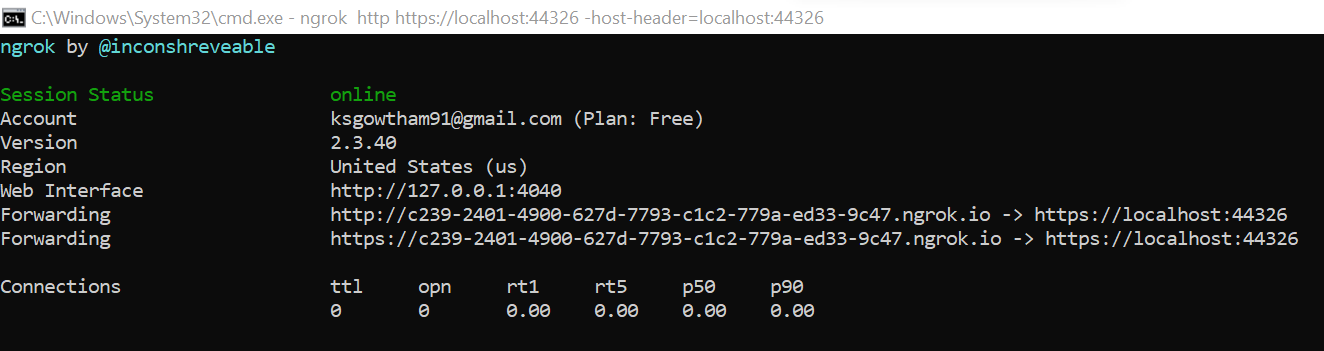 C:\Windows\System32\cmd.exe - ngrok  http https://localhost:44326 -host-header=localhost:44326
ngrok by @inconshreveable
Session Status online
Account ksgowtham91@gmail.com (Plan: Free)
Version 2.3.40
Region United States (us)
Web Interface http://127.0.0.1:4040
Forwarding http://c239-2401-4900-627d-7793-c1c2-779a-ed33-9c47.ngrok.io -> https://localhost:44326
Forwarding https://c239-2401-4900-627d-7793-c1c2-779a-ed33-9c47.ngrok.io -> https://localhost:44326
Connections ttl opn rt1 rt5 p50 p90
0 0 0.00 0.00 0.00 0.00